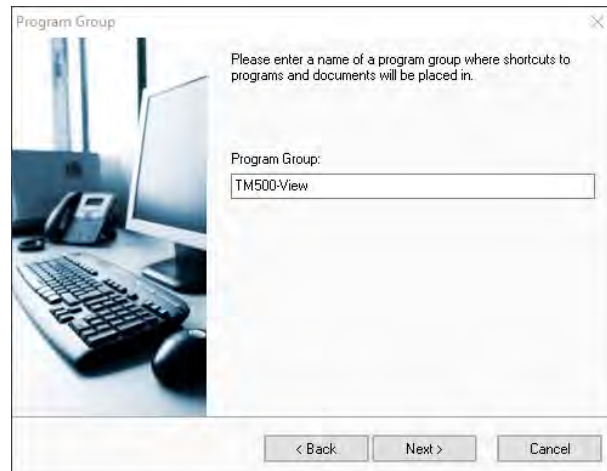 Program Group
Please enter a name of a program group where shortcuts to
programs and documents will be placed in.
Program Group:
TM500-View
< Back
Next >
Cancel